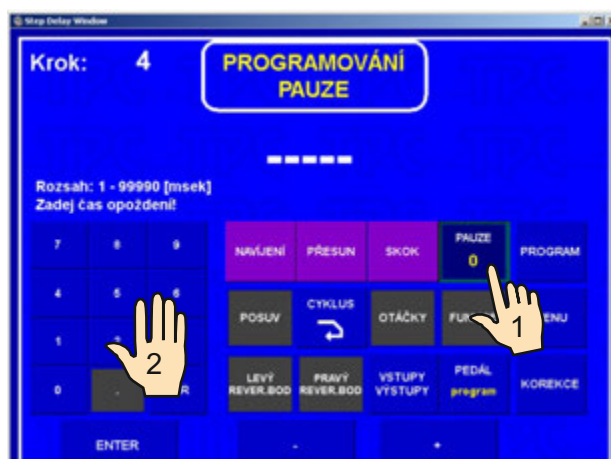 Step Delay Window
Krok: 4
PROGRAMOVÁNÍ
PAUZE
-----
Rozsah: 1 - 99990 [msek]
Zadej čas opoždení!
7 8 9
NAVÍJENÍ PŘESUN SKOK PAUZE 0 PROGRAM
4 5 6
POSUV CYKLUS OTÁČKY 1
1 2
0 .
LEVÝ REVER.BOD PRAVÝ REVER.BOD VSTUPY VÝSTUPY PEDÁL program KOREKCE
ENTER - +